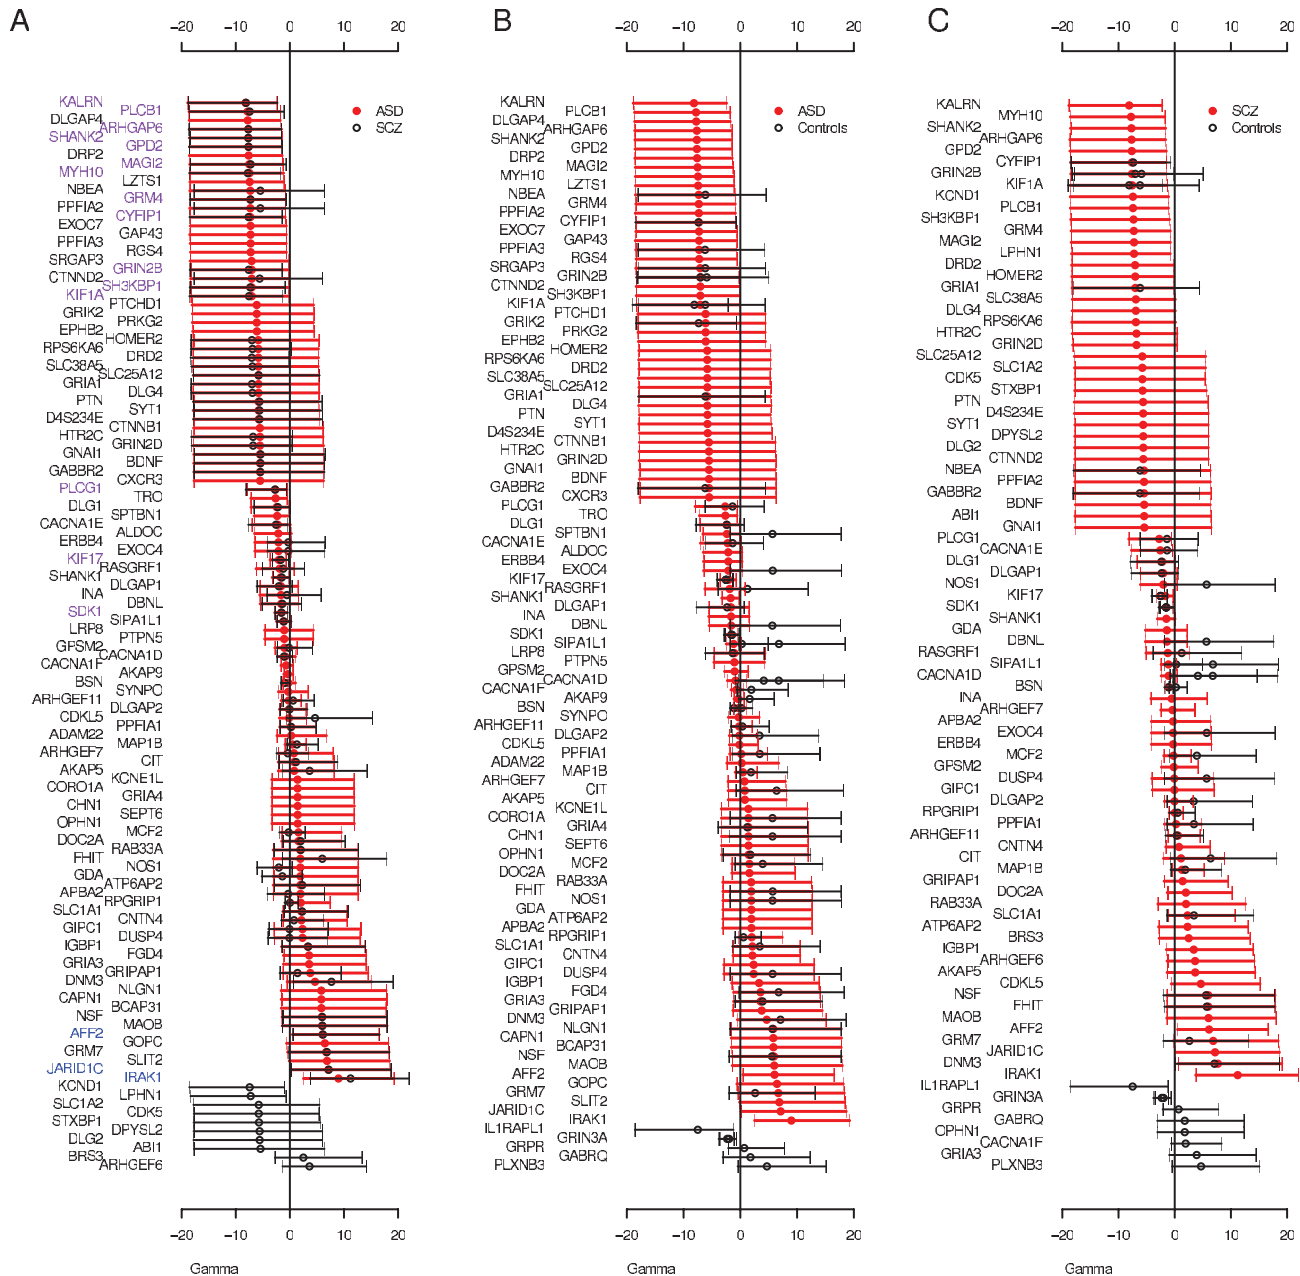 A
B
C
−20 −10 0 10 20
−20 −10 0 10 20
−20 −10 0 10 20
ASD
SCZ
KALRN
PLCB1
DLGAP4
ARHGAP6
SHANK2
GPD2
DRP2
MAGI2
MYH10
LZTS1
NBEA
GRM4
PPFIA2
CYFIP1
EXOC7
GAP43
PPFIA3
RGS4
SRGAP3
GRIN2B
CTNND2
SH3KBP1
KIF1A
PTCHD1
GRIK2
PRKG2
EPHB2
HOMER2
RPS6KA6
DRD2
SLC38A5
SLC25A12
GRIA1
DLG4
PTN
SYT1
D4S234E
CTNNB1
HTR2C
GRIN2D
GNAI1
BDNF
GABBR2
CXCR3
PLCG1
TRO
DLG1
SPTBN1
CACNA1E
ALDOC
ERBB4
EXOC4
KIF17
RASGRF1
SHANK1
DLGAP1
INA
DBNL
SDK1
SIPA1L1
LRP8
PTPN5
GPSM2
CACNA1D
CACNA1F
AKAP9
BSN
SYNPO
ARHGEF11
DLGAP2
CDKL5
PPFIA1
ADAM22
MAP1B
ARHGEF7
CIT
AKAP5
KCNE1L
CORO1A
GRIA4
CHN1
SEPT6
OPHN1
MCF2
DOC2A
RAB33A
FHIT
NOS1
GDA
ATP6AP2
APBA2
RPGRIP1
SLC1A1
CNTN4
GIPC1
DUSP4
IGBP1
FGD4
GRIA3
GRIPAP1
DNM3
NLGN1
CAPN1
BCAP31
NSF
MAOB
AFF2
GOPC
GRM7
SLIT2
JARID1C
IRAK1
KCND1
LPHN1
SLC1A2
CDK5
STXBP1
DPYSL2
DLG2
ABI1
BRS3
ARHGEF6
−20 −10 0 10 20
Gamma
ASD
Controls
KALRN
PLCB1
DLGAP4
ARHGAP6
SHANK2
GPD2
DRP2
MAGI2
MYH10
LZTS1
NBEA
GRM4
PPFIA2
CYFIP1
EXOC7
GAP43
PPFIA3
RGS4
SRGAP3
GRIN2B
CTNND2
SH3KBP1
KIF1A
PTCHD1
GRIK2
PRKG2
EPHB2
HOMER2
RPS6KA6
DRD2
SLC38A5
SLC25A12
GRIA1
DLG4
PTN
SYT1
D4S234E
CTNNB1
HTR2C
GRIN2D
GNAI1
BDNF
GABBR2
CXCR3
PLCG1
TRO
DLG1
SPTBN1
CACNA1E
ALDOC
ERBB4
EXOC4
KIF17
RASGRF1
SHANK1
DLGAP1
INA
DBNL
SDK1
SIPA1L1
LRP8
PTPN5
GPSM2
CACNA1D
CACNA1F
AKAP9
BSN
SYNPO
ARHGEF11
DLGAP2
CDKL5
PPFIA1
ADAM22
MAP1B
ARHGEF7
CIT
AKAP5
KCNE1L
CORO1A
GRIA4
CHN1
SEPT6
OPHN1
MCF2
DOC2A
RAB33A
FHIT
NOS1
GDA
ATP6AP2
APBA2
RPGRIP1
SLC1A1
CNTN4
GIPC1
DUSP4
IGBP1
FGD4
GRIA3
GRIPAP1
DNM3
NLGN1
CAPN1
BCAP31
NSF
MAOB
AFF2
GOPC
GRM7
SLIT2
JARID1C
IRAK1
IL1RAPL1
GRIN3A
GRPR
GABRQ
PLXNB3
−20 −10 0 10 20
Gamma
SCZ
Controls
KALRN
MYH10
SHANK2
ARHGAP6
GPD2
CYFIP1
GRIN2B
KIF1A
KCND1
PLCB1
SH3KBP1
GRM4
MAGI2
LPHN1
DRD2
HOMER2
GRIA1
SLC38A5
DLG4
RPS6KA6
HTR2C
GRIN2D
SLC25A12
SLC1A2
CDK5
STXBP1
PTN
D4S234E
SYT1
DPYSL2
DLG2
CTNND2
NBEA
PPFIA2
GABBR2
BDNF
ABI1
GNAI1
PLCG1
CACNA1E
DLG1
DLGAP1
NOS1
KIF17
SDK1
SHANK1
GDA
DBNL
RASGRF1
SIPA1L1
CACNA1D
BSN
INA
ARHGEF7
APBA2
EXOC4
ERBB4
MCF2
GPSM2
DUSP4
GIPC1
DLGAP2
RPGRIP1
PPFIA1
ARHGEF11
CNTN4
CIT
MAP1B
GRIPAP1
DOC2A
RAB33A
SLC1A1
ATP6AP2
BRS3
IGBP1
ARHGEF6
AKAP5
CDKL5
NSF
FHIT
MAOB
AFF2
GRM7
JARID1C
DNM3
IRAK1
IL1RAPL1
GRIN3A
GRPR
GABRQ
OPHN1
CACNA1F
GRIA3
PLXNB3
−20 −10 0 10 20
Gamma